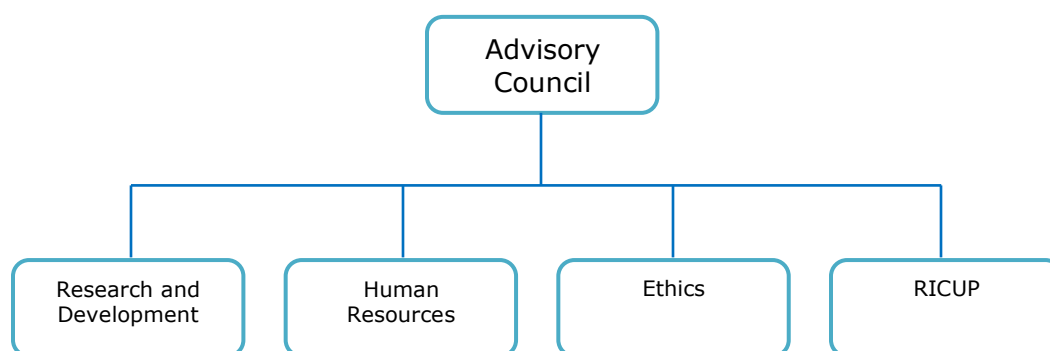 Advisory
Council
Research and
Development
Human
Resources
Ethics
RICUP